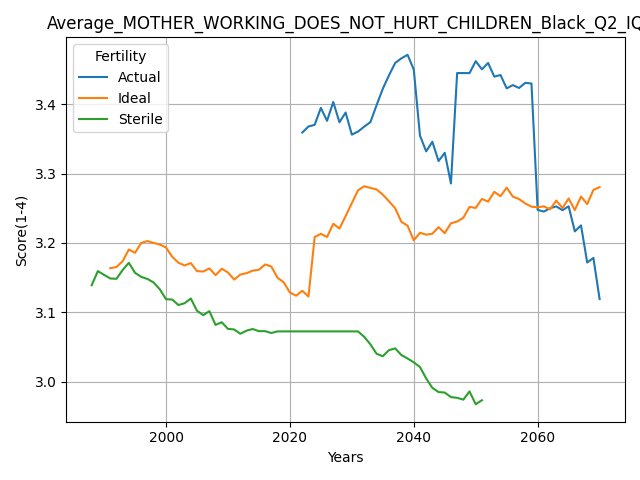 Average_MOTHER_WORKING_DOES_NOT_HURT_CHILDREN_Black_Q2_IQ
Fertility
Actual
Ideal
Sterile
Score(1-4)
3.4
3.3
3.2
3.1
3.0
2000 2020 2040 2060
Years